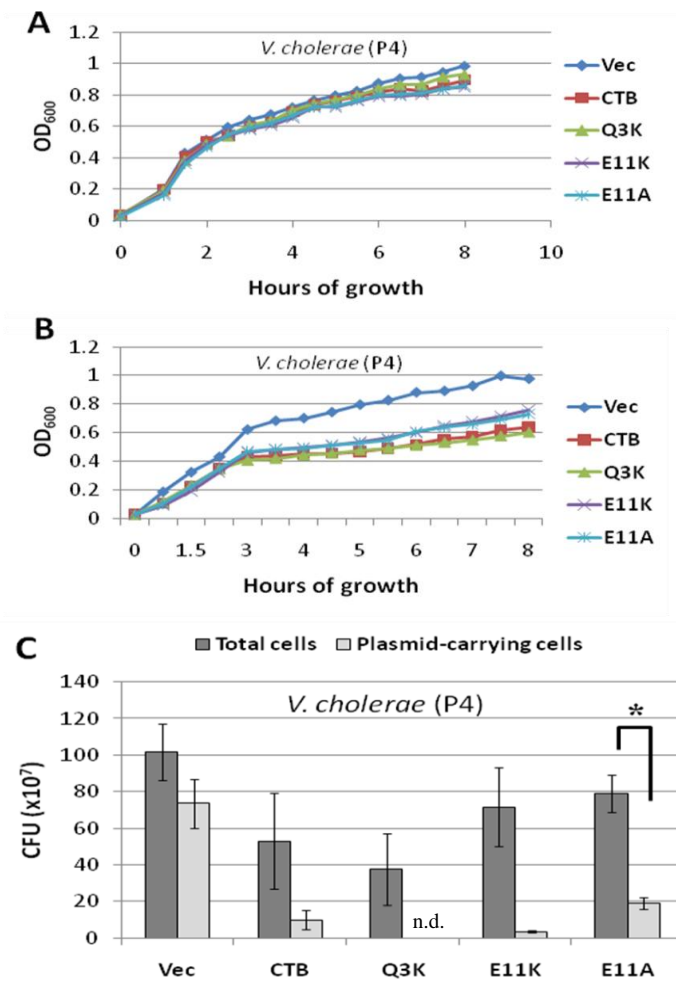 A
V. cholerae (P4)
1.2
1
0.8
0.6
0.4
0.2
0
OD600
0 2 4 6 8 10
Hours of growth
Vec
CTB
Q3K
E11K
E11A
B
V. cholerae (P4)
1.2
1
0.8
0.6
0.4
0.2
0
OD600
0 1.5 3 4 5 6 7 8
Hours of growth
Vec
CTB
Q3K
E11K
E11A
C
Total cells Plasmid-carrying cells
V. cholerae (P4)
140
120
100
80
60
40
20
0
CFU (x10⁷)
*
n.d.
Vec CTB Q3K E11K E11A